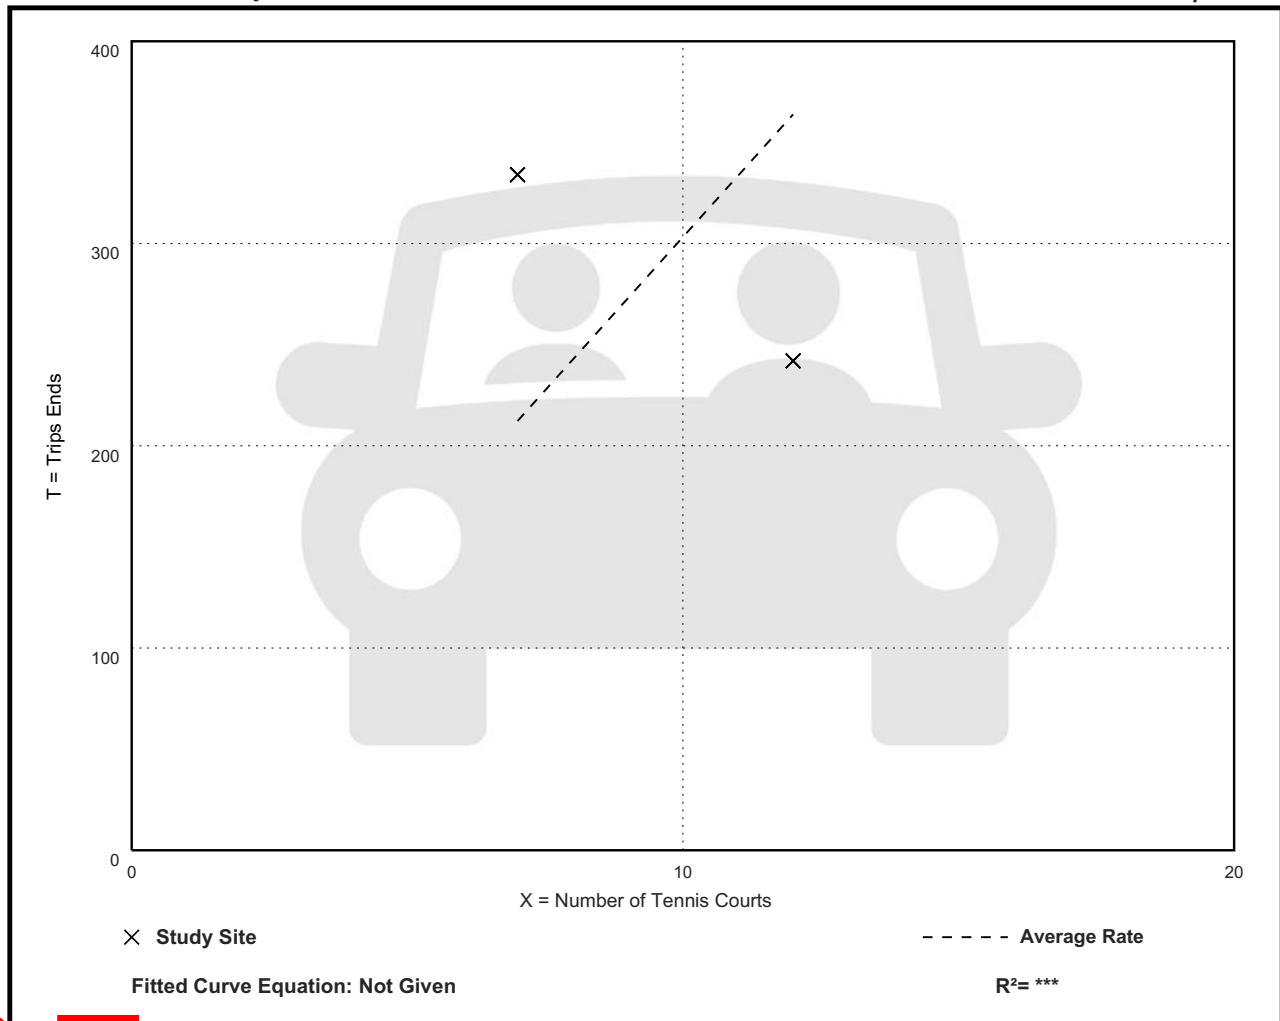 400
300
200
100
0
T = Trips Ends
0 10 20
X = Number of Tennis Courts
Study Site
Average Rate
Fitted Curve Equation: Not Given
R²= ***